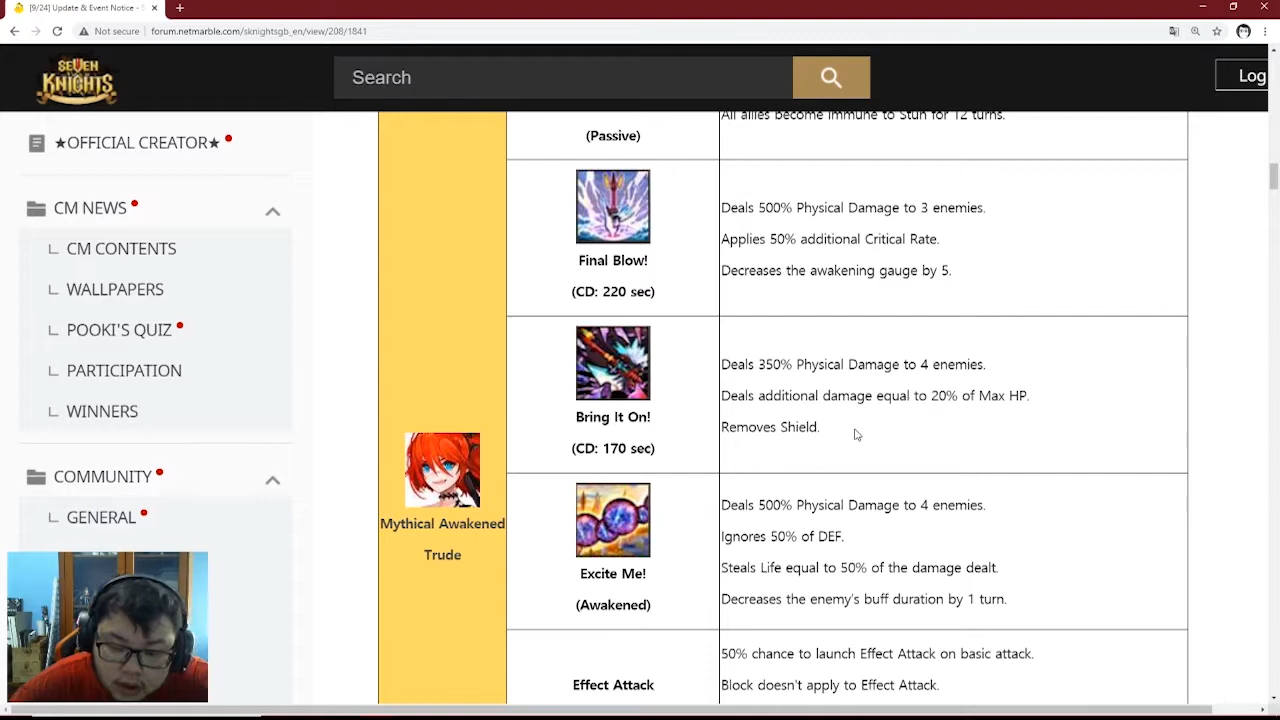 [9/24] Update & Event Notice - S
Not secure | forum.netmarble.com/sknightsgb_en/view/208/1841
SEVEN
KNIGHTS
Search
Log
★OFFICIAL CREATOR★
CM NEWS
CM CONTENTS
WALLPAPERS
POOKI'S QUIZ
PARTICIPATION
WINNERS
COMMUNITY
GENERAL
Mythical Awakened
Trude
(Passive)
All allies become immune to Stun for 12 turns.
Final Blow!
(CD: 220 sec)
Deals 500% Physical Damage to 3 enemies.
Applies 50% additional Critical Rate.
Decreases the awakening gauge by 5.
Bring It On!
(CD: 170 sec)
Deals 350% Physical Damage to 4 enemies.
Deals additional damage equal to 20% of Max HP.
Removes Shield.
Excite Me!
(Awakened)
Deals 500% Physical Damage to 4 enemies.
Ignores 50% of DEF.
Steals Life equal to 50% of the damage dealt.
Decreases the enemy's buff duration by 1 turn.
Effect Attack
50% chance to launch Effect Attack on basic attack.
Block doesn't apply to Effect Attack.